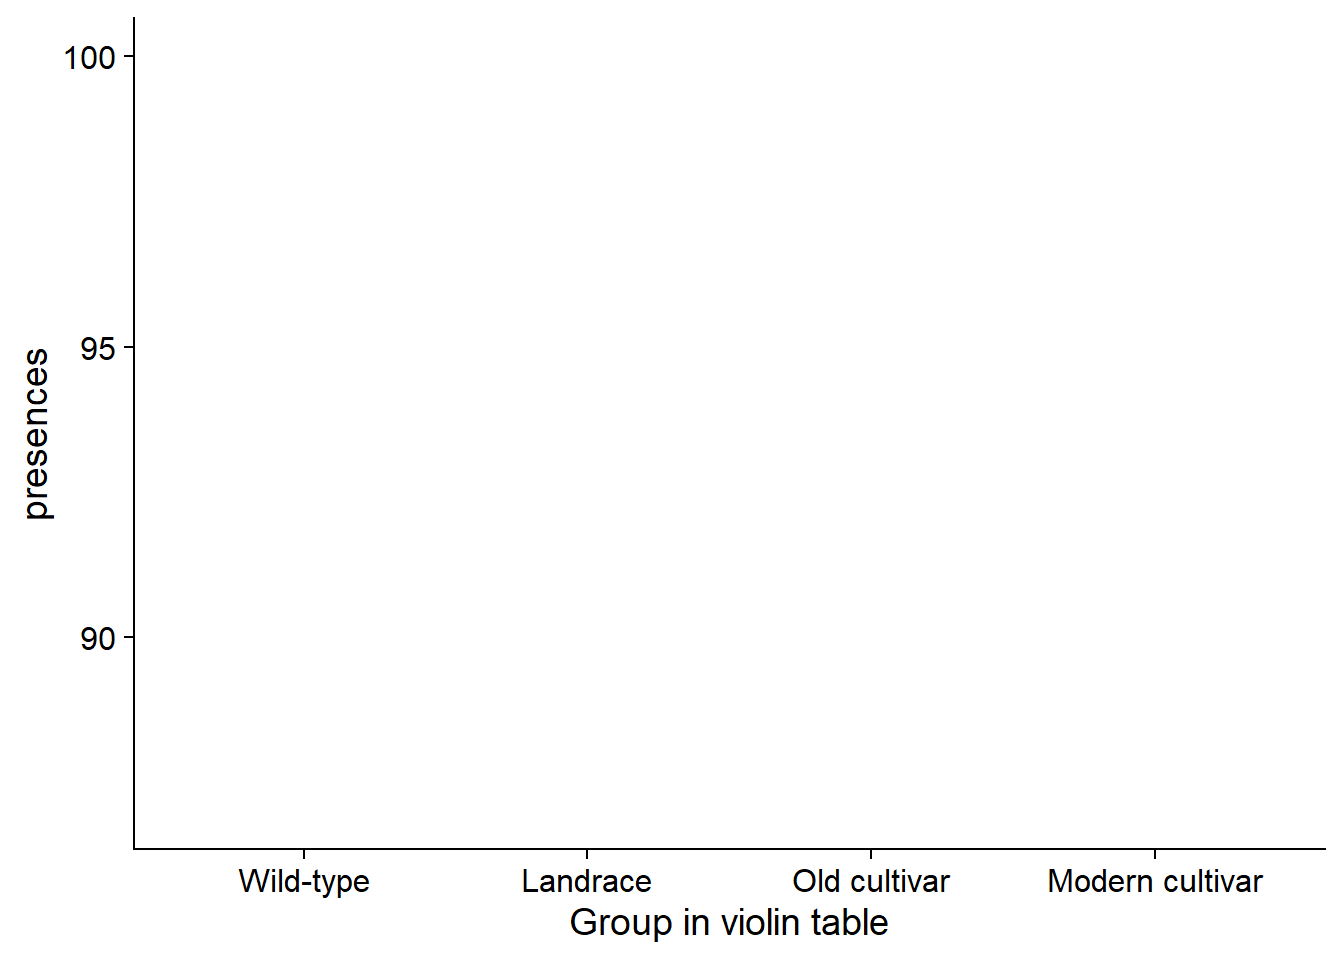 100
95
90
presences
Wild-type Landrace Old cultivar Modern cultivar
Group in violin table